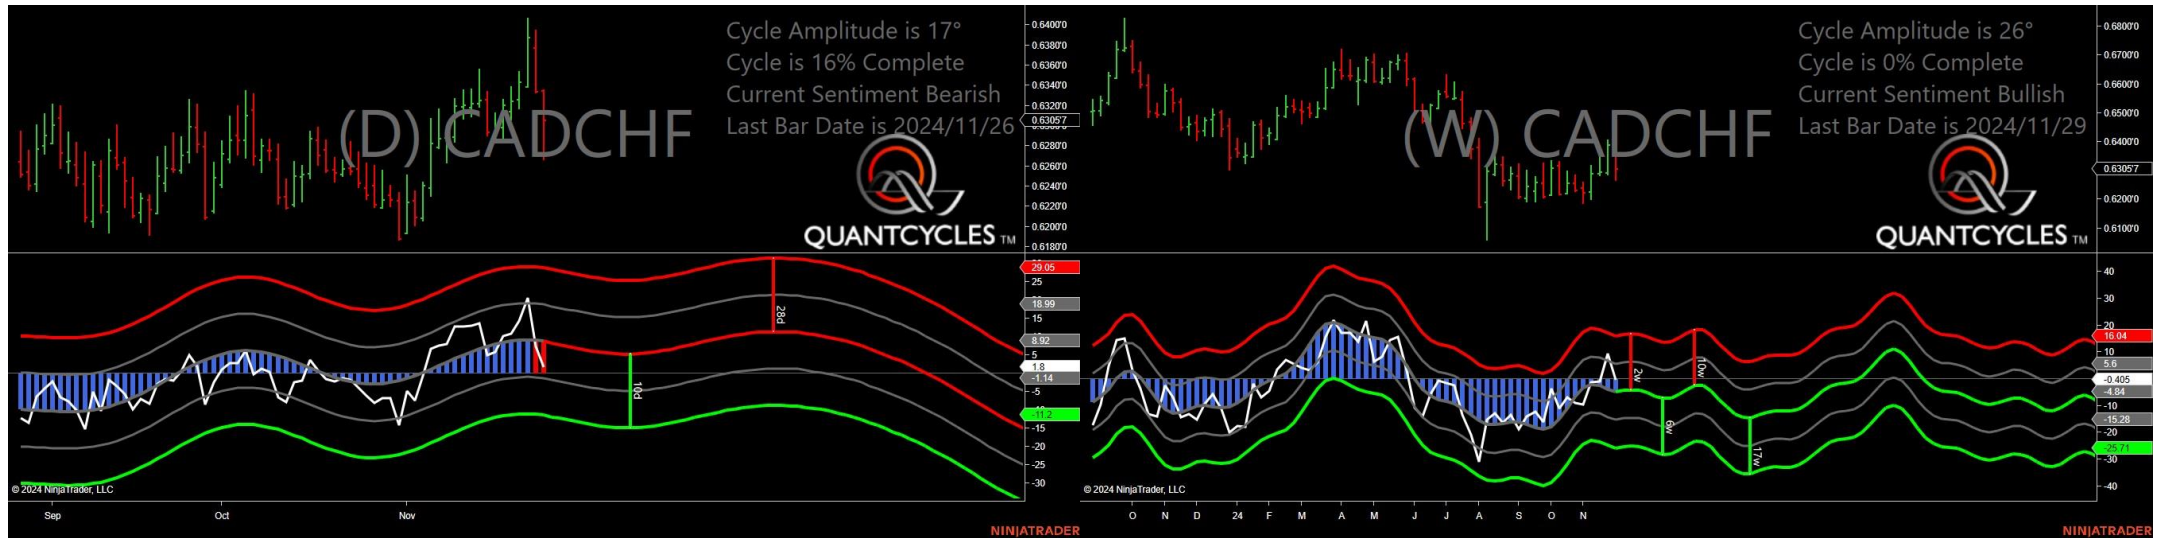 Cycle Amplitude is 17°
Cycle is 16% Complete
Current Sentiment Bearish
Last Bar Date is 2024/11/26
(D) CADCHF
QUANTCYCLES TM
0.6400'0
0.6380'0
0.6360'0
0.6340'0
0.6320'0
0.63057
0.6280'0
0.6260'0
0.6240'0
0.6220'0
0.6200'0
0.6180'0
29.05
25
18.99
15
8.92
5
1.8
-1.14
-5
-11.2
-15
-20
-25
-30
28d
10d
© 2024 NinjaTrader, LLC
Sep Oct Nov
NINJATRADER
Cycle Amplitude is 26°
Cycle is 0% Complete
Current Sentiment Bullish
Last Bar Date is 2024/11/29
(W) CADCHF
QUANTCYCLES TM
0.6800'0
0.6700'0
0.6600'0
0.6500'0
0.6400'0
0.63057
0.6200'0
0.6100'0
40
30
20
16.04
10
5.6
-0.405
-4.84
-10
-15.28
-20
-25.71
-30
-40
2w
10w
6w
17w
© 2024 NinjaTrader, LLC
O N D 24 F M A M J J A S O N
NINJATRADER